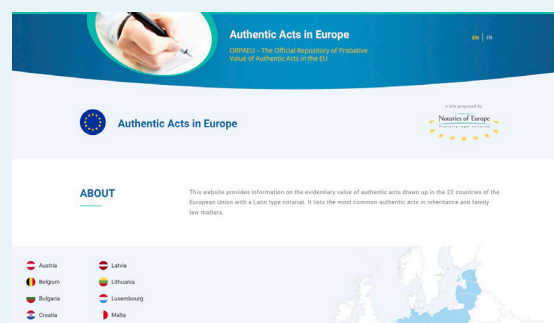 Authentic Acts in Europe
ORPAEU – The Official Repository of Probative
Value of Authentic Acts in the EU
EN | FR
Authentic Acts in Europe
a site proposed by
Notaries of Europe
Providing legal security
ABOUT
This website provides information on the evidentiary value of authentic acts drawn up in the 22 countries of the
European Union with a Latin type notariat. It lists the most common authentic acts in inheritance and family
law matters.
Austria
Latvia
Belgium
Lithuania
Bulgaria
Luxembourg
Croatia
Malta